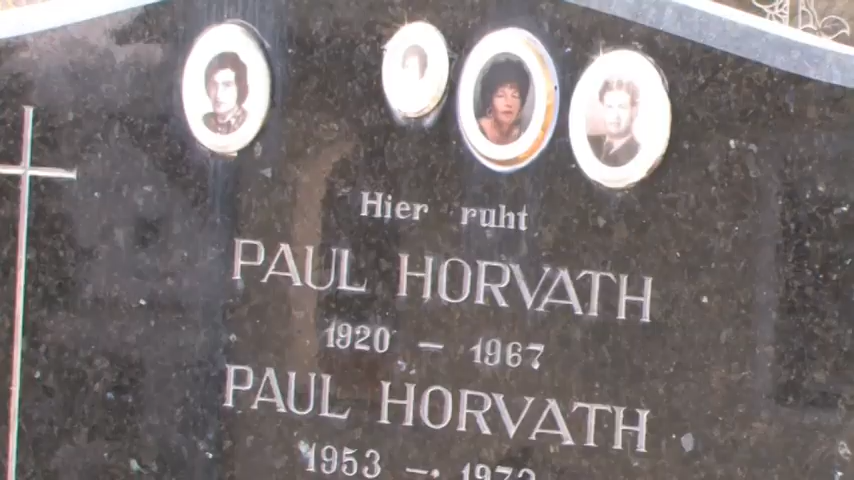 Hier ruht
PAUL HORVATH
1920 – 1967
PAUL HORVATH
1953 –